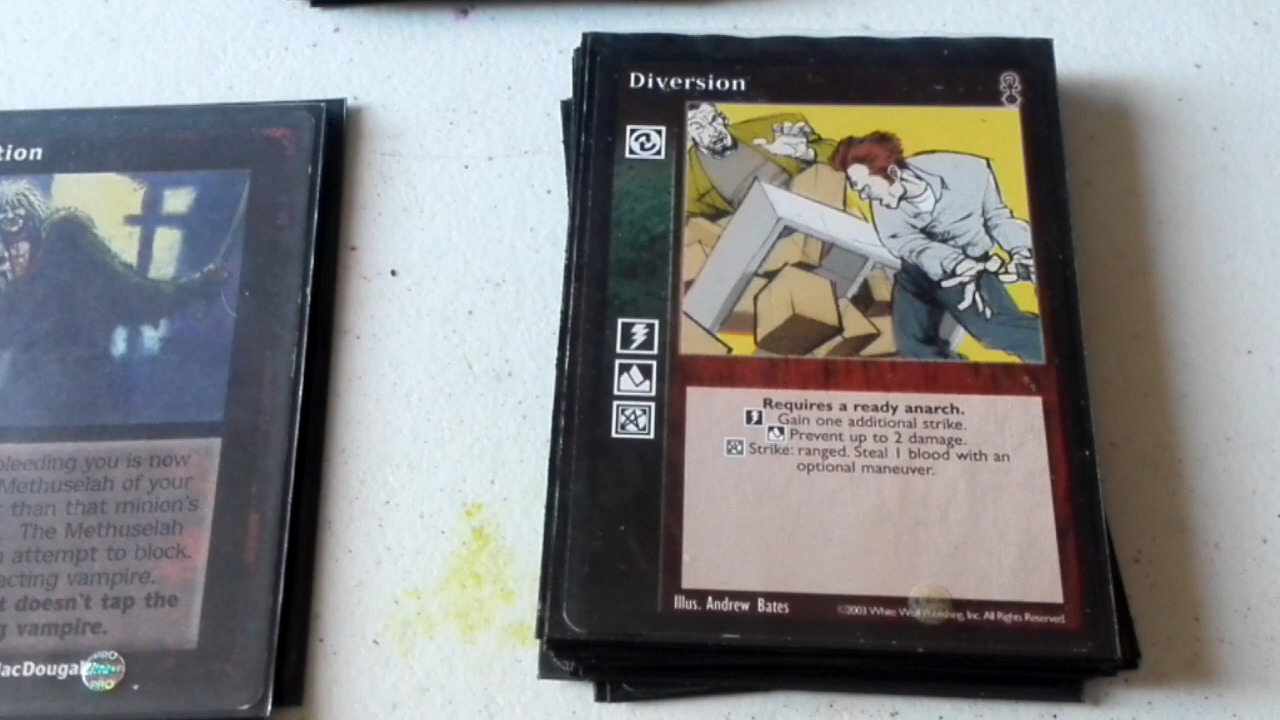 tion
bleeding you is now
Methuselah of your
than that minion's
The Methuselah
attempt to block.
acting vampire.
doesn't tap the
vampire.
PRO
PRO
Diversion
Requires a ready anarch.
Gain one additional strike.
Prevent up to 2 damage.
Strike: ranged. Steal 1 blood with an
optional maneuver.
Illus. Andrew Bates
©2003 White Wolf Publishing, Inc. All Rights Reserved.